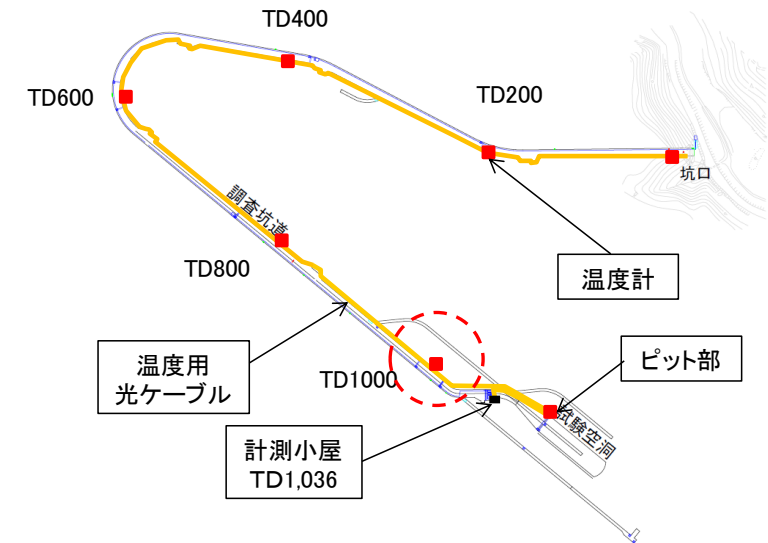 TD400
TD600
TD200
坑口
調査坑道
温度計
TD800
温度用
光ケーブル
TD1000
ピット部
試験空洞
計測小屋
TD1,036